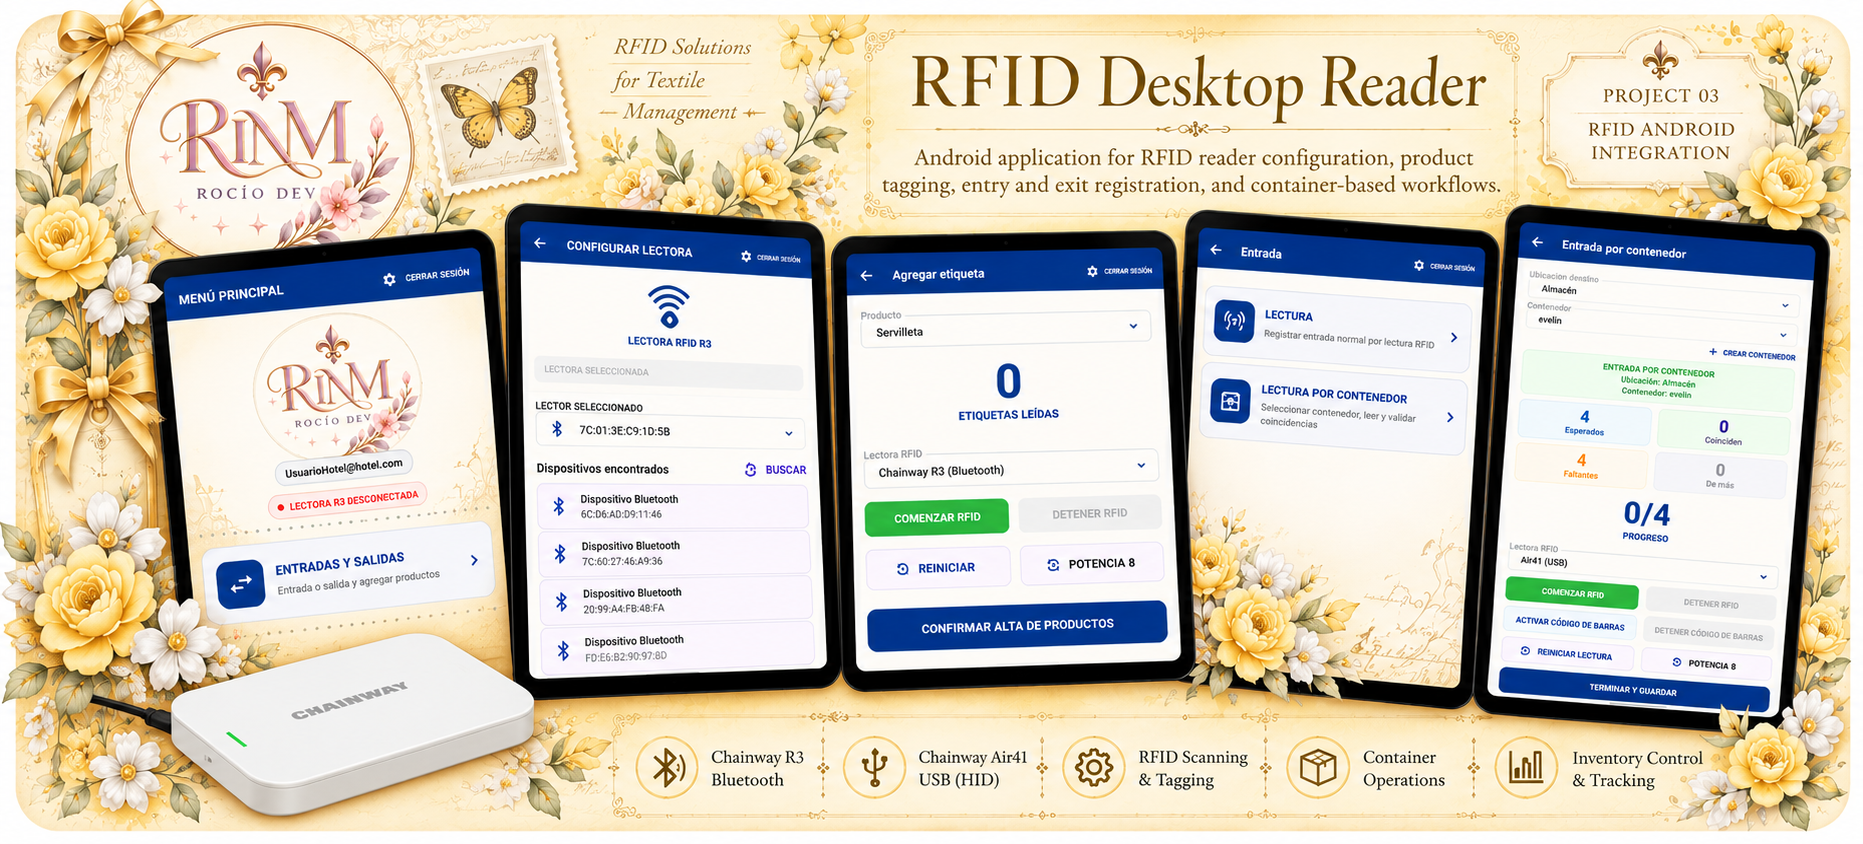 RINM
ROCÍO DEV
RFID Solutions
for Textile
Management
RFID Desktop Reader
Android application for RFID reader configuration, product
tagging, entry and exit registration, and container-based workflows.
PROJECT 03
RFID ANDROID
INTEGRATION
MENÚ PRINCIPAL
CERRAR SESIÓN
RINM
ROCÍO DEV
UsuarioHotel@hotel.com
LECTORA R3 DESCONECTADA
ENTRADAS Y SALIDAS
Entrada o salida y agregar productos
CHAINWAY
CONFIGURAR LECTORA
CERRAR SESIÓN
LECTORA RFID R3
LECTORA SELECCIONADA
LECTOR SELECCIONADO
7C:01:3E:C9:1D:5B
Dispositivos encontrados
BUSCAR
Dispositivo Bluetooth
6C:D6:AD:D9:11:46
Dispositivo Bluetooth
7C:60:27:46:A9:36
Dispositivo Bluetooth
20:99:A4:FB:48:FA
Dispositivo Bluetooth
FD:E6:B2:90:97:8D
Agregar etiqueta
CERRAR SESIÓN
Producto
Servilleta
0
ETIQUETAS LEÍDAS
Lectora RFID
Chainway R3 (Bluetooth)
COMENZAR RFID
DETENER RFID
REINICIAR
POTENCIA 8
CONFIRMAR ALTA DE PRODUCTOS
Entrada
CERRAR SESIÓN
LECTURA
Registrar entrada normal por lectura RFID
LECTURA POR CONTENEDOR
Seleccionar contenedor, leer y validar
coincidencias
Entrada por contenedor
Ubicacion destino
Almacén
Contenedor
evelin
+ CREAR CONTENEDOR
ENTRADA POR CONTENEDOR
Ubicación: Almacén
Contenedor: evelin
4
Esperados
0
Coinciden
4
Faltantes
0
De más
0/4
PROGRESO
Lectora RFID
Air41 (USB)
COMENZAR RFID
DETENER RFID
ACTIVAR CÓDIGO DE BARRAS
DETENER CÓDIGO DE BARRAS
REINICIAR LECTURA
POTENCIA 8
TERMINAR Y GUARDAR
Chainway R3
Bluetooth
Chainway Air41
USB (HID)
RFID Scanning
& Tagging
Container
Operations
Inventory Control
& Tracking